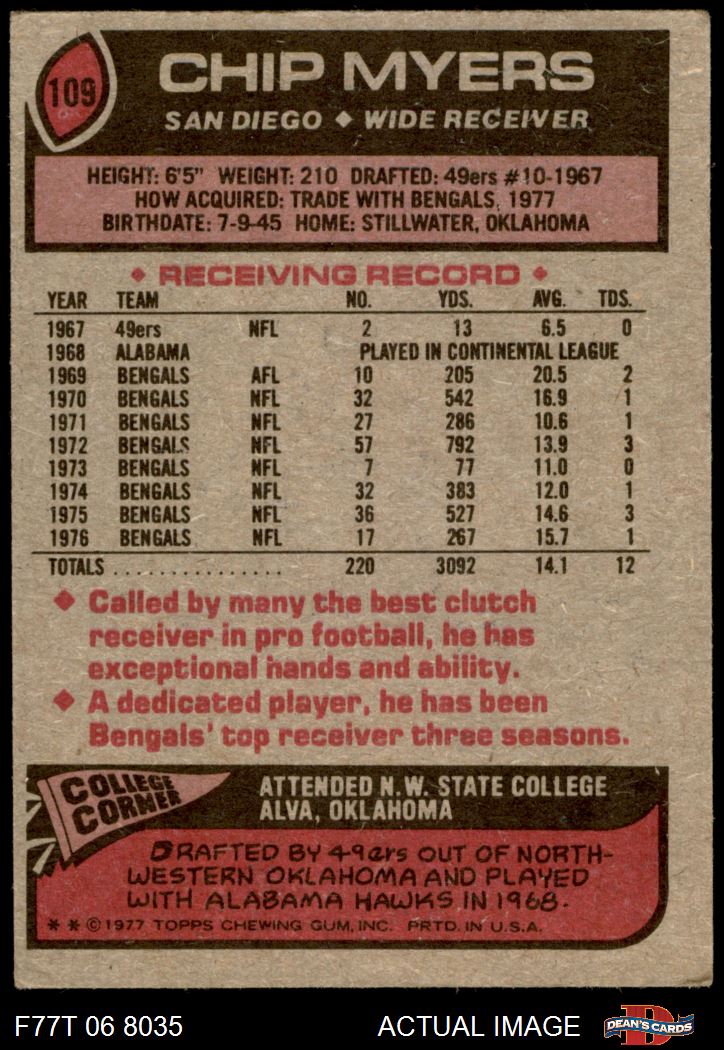 109
CHIP MYERS
SAN DIEGO ◆ WIDE RECEIVER
HEIGHT: 6'5" WEIGHT: 210 DRAFTED: 49ers #10-1967
HOW ACQUIRED: TRADE WITH BENGALS, 1977
BIRTHDATE: 7-9-45 HOME: STILLWATER, OKLAHOMA
◆ RECEIVING RECORD ◆
YEAR TEAM NO. YDS. AVG. TDS.
1967 49ers NFL 2 13 6.5 0
1968 ALABAMA PLAYED IN CONTINENTAL LEAGUE
1969 BENGALS AFL 10 205 20.5 2
1970 BENGALS NFL 32 542 16.9 1
1971 BENGALS NFL 27 286 10.6 1
1972 BENGALS NFL 57 792 13.9 3
1973 BENGALS NFL 7 77 11.0 0
1974 BENGALS NFL 32 383 12.0 1
1975 BENGALS NFL 36 527 14.6 3
1976 BENGALS NFL 17 267 15.7 1
TOTALS ................ 220 3092 14.1 12
◆ Called by many the best clutch
receiver in pro football, he has
exceptional hands and ability.
◆ A dedicated player, he has been
Bengals' top receiver three seasons.
COLLEGE
CORNER
ATTENDED N.W. STATE COLLEGE
ALVA, OKLAHOMA
DRAFTED BY 49ers OUT OF NORTH-
WESTERN OKLAHOMA AND PLAYED
WITH ALABAMA HAWKS IN 1968.
* * © 1977 TOPPS CHEWING GUM, INC. PRTD. IN U.S.A.
F77T 06 8035 ACTUAL IMAGE D DEAN'S CARDS